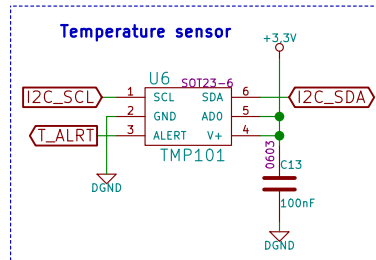 Temperature sensor
+3.3V
U6
SOT23-6
I2C_SCL 1 SCL SDA 6 I2C_SDA
2 GND AD0 5
T_ALRT 3 ALERT V+ 4
TMP101
0603
C13
100nF
DGND
DGND